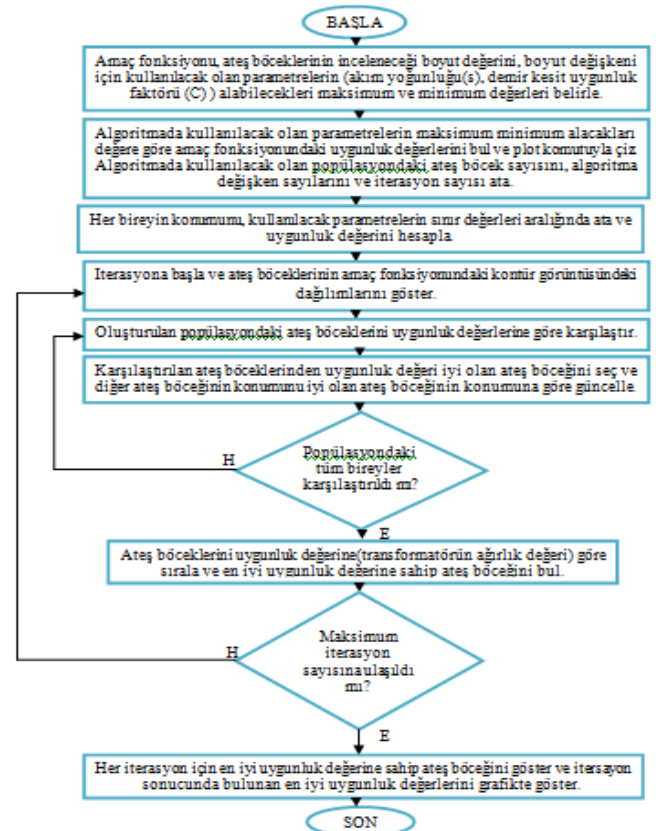 BAŞLA
Amaç fonksiyonu, ateş böceklerinin inceleneceği boyut değerini, boyut değişkeni
için kullanılacak olan parametrelerin (akım yoğunluğu(s), demir kesit uygunluk
faktörü (C) ) alabilecekleri maksimum ve minimum değerleri belirle.
Algoritmada kullanılacak olan parametrelerin maksimum minimum alacakları
değere göre amaç fonksiyonundaki uygunluk değerlerini bul ve plot komutuyla çiz
Algoritmada kullanılacak olan popülasyondaki ateş böcek sayısını, algoritma
değişken sayılarını ve iterasyon sayısı ata.
Her bireyin konumunu, kullanılacak parametrelerin sınır değerleri aralığında ata ve
uygunluk değerini hesapla
Iterasyona başla ve ateş böceklerinin amaç fonksiyonundaki kontür görüntüsündeki
dağılımlarını göster.
Oluşturulan popülasyondaki ateş böceklerini uygunluk değerlerine göre karşılaştır.
Karşılaştırılan ateş böceklerinden uygunluk değeri iyi olan ateş böceğini seç ve
diğer ateş böceğinin konumunu iyi olan ateş böceğinin konumuna göre güncelle.
Popülasyondaki
tüm bireyler
karşılaştırıldı mı?
H
E
Ateş böceklerini uygunluk değerine(transformatörün ağırlık değeri) göre
sırala ve en iyi uygunluk değerine sahip ateş böceğini bul.
Maksimum
iterasyon
sayısına ulaşıldı
mı?
H
E
Her iterasyon için en iyi uygunluk değerine sahip ateş böceğini göster ve itersayon
sonucunda bulunan en iyi uygunluk değerlerini grafikte göster.
SON